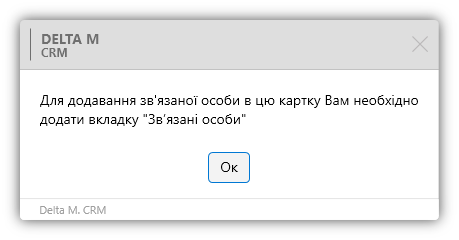 DELTA M
CRM
Для додавання зв'язаної особи в цю картку Вам необхідно
додати вкладку "Зв'язані особи"
Ок
Delta M. CRM